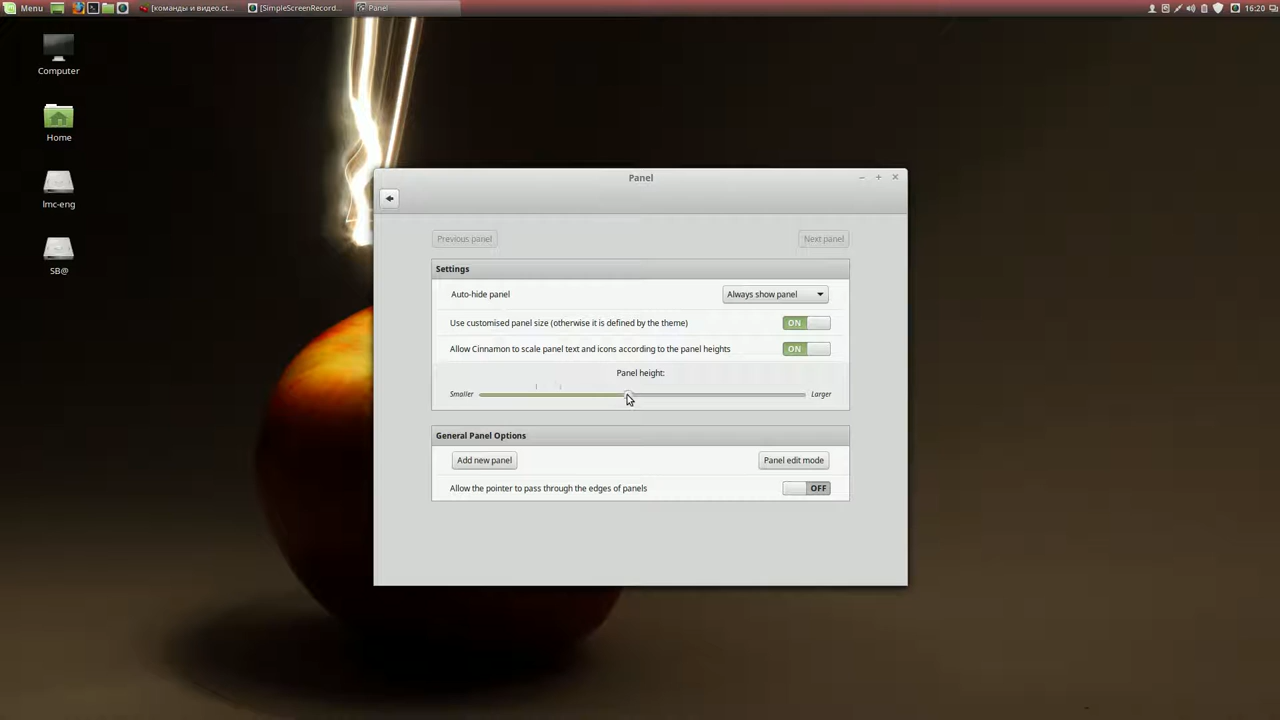 Menu [команды и видео.ct... [SimpleScreenRecord... Panel 16:20
Computer
Home
lmc-eng
SB@
Panel
Previous panel Next panel
Settings
Auto-hide panel Always show panel
Use customised panel size (otherwise it is defined by the theme) ON
Allow Cinnamon to scale panel text and icons according to the panel heights ON
Panel height:
Smaller Larger
General Panel Options
Add new panel Panel edit mode
Allow the pointer to pass through the edges of panels OFF